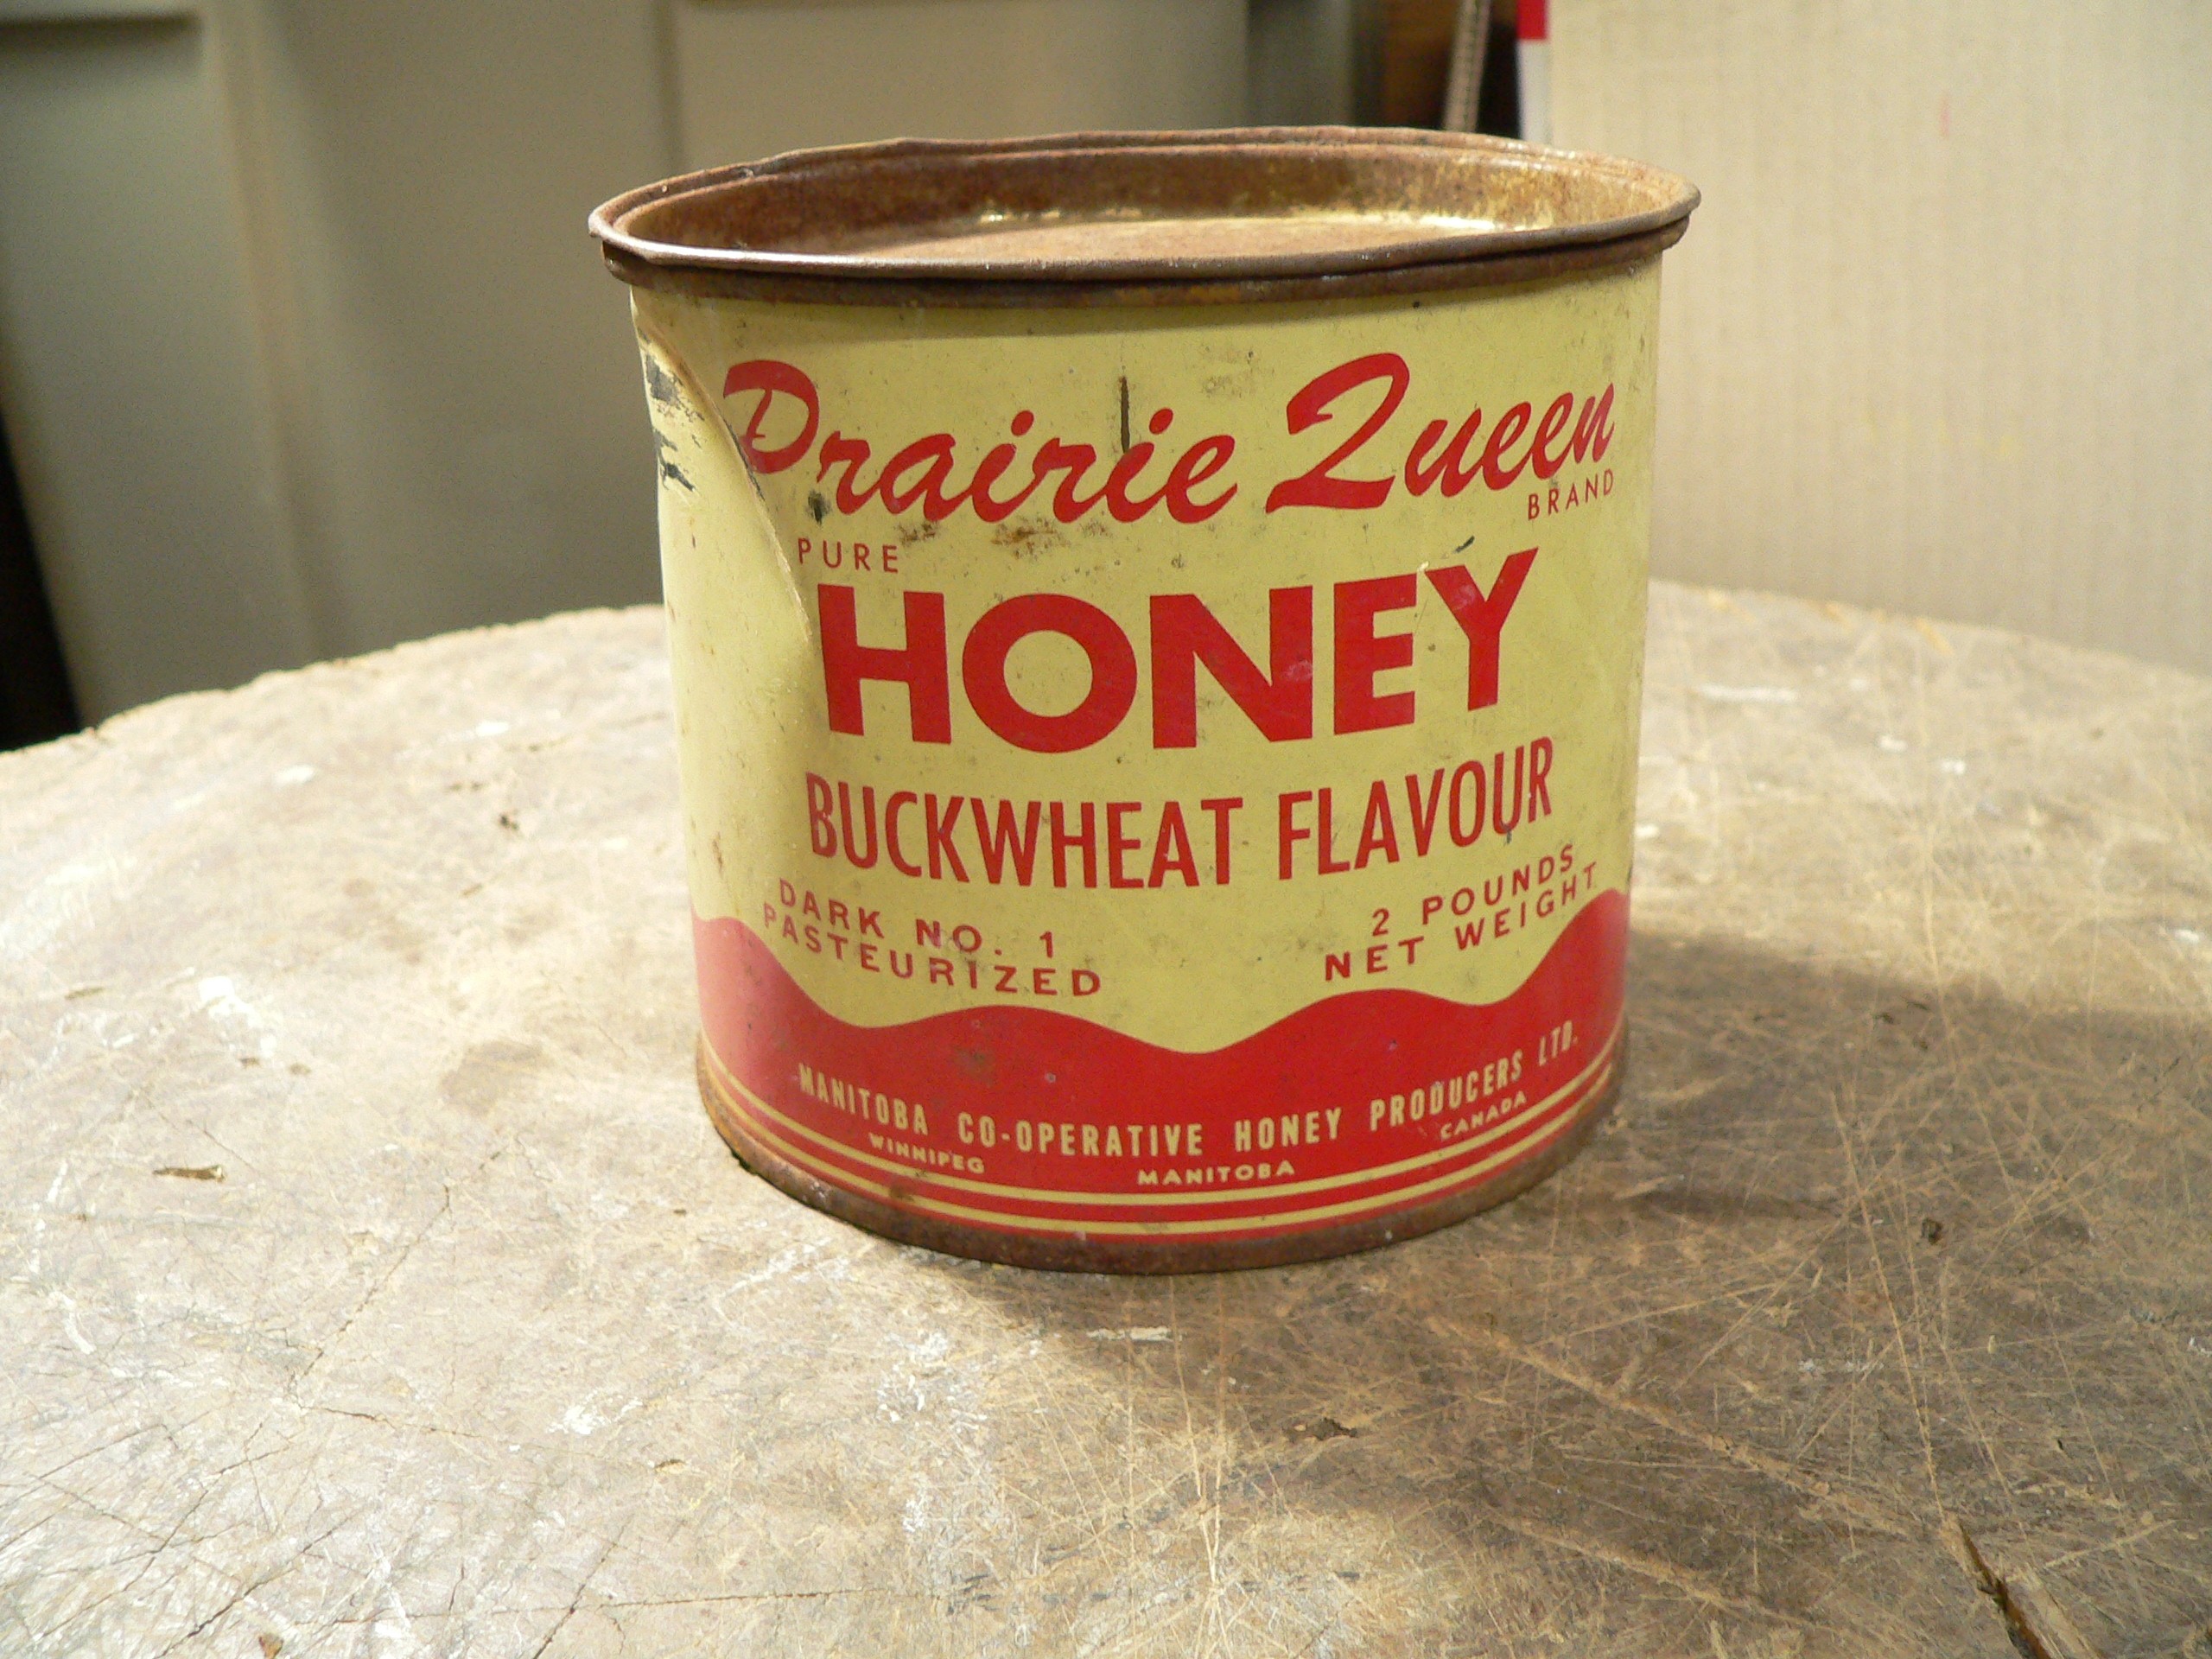 Prairie Queen
BRAND
PURE
HONEY
BUCKWHEAT FLAVOUR
DARK NO. 1
PASTEURIZED
2 POUNDS
NET WEIGHT
MANITOBA CO-OPERATIVE HONEY PRODUCERS LTD.
WINNIPEG MANITOBA CANADA